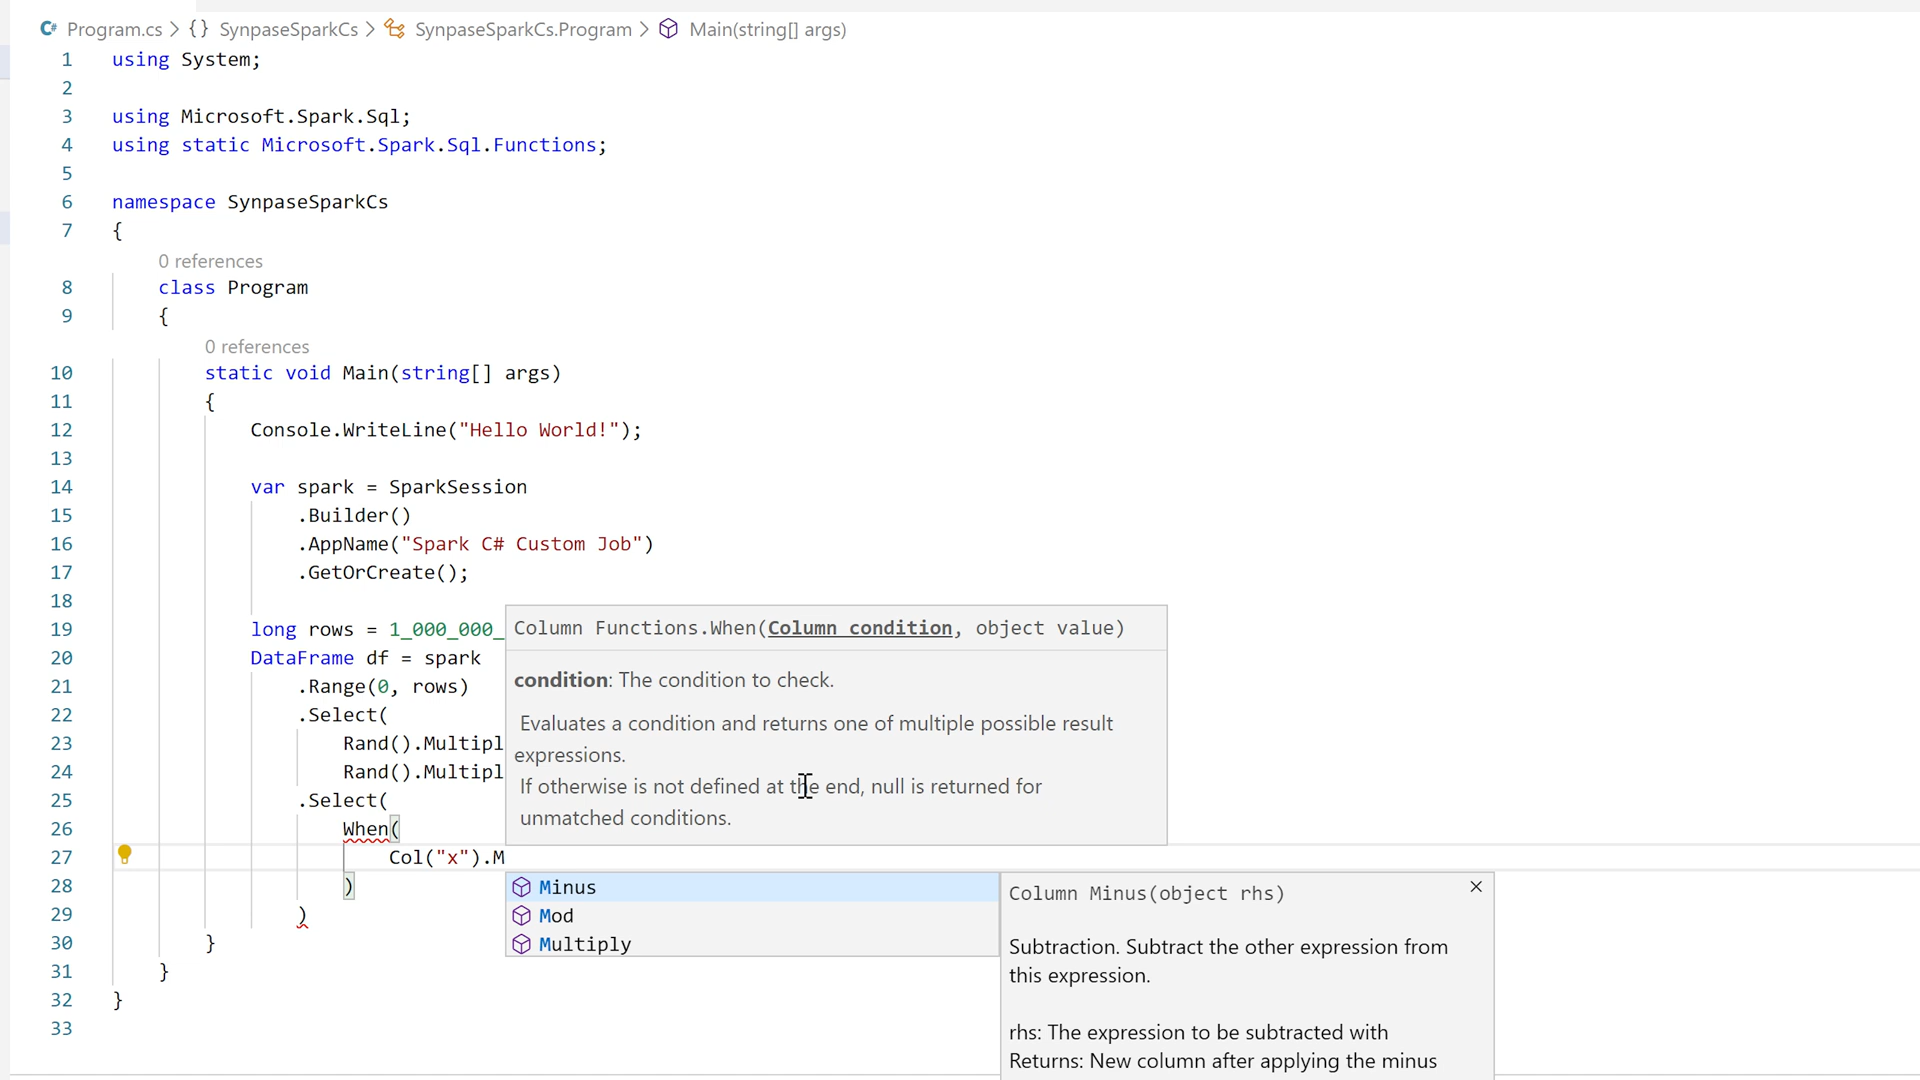 Program.cs > {} SynpaseSparkCs > SynpaseSparkCs.Program > Main(string[] args)
1 using System;
2
3 using Microsoft.Spark.Sql;
4 using static Microsoft.Spark.Sql.Functions;
5
6 namespace SynpaseSparkCs
7 {
0 references
8 class Program
9 {
0 references
10 static void Main(string[] args)
11 {
12 Console.WriteLine("Hello World!");
13
14 var spark = SparkSession
15 .Builder()
16 .AppName("Spark C# Custom Job")
17 .GetOrCreate();
18
19 long rows = 1_000_000_
20 DataFrame df = spark
21 .Range(0, rows)
22 .Select(
23 Rand().Multipl
24 Rand().Multipl
25 .Select(
26 When(
27 Col("x").M
28 )
29 )
30 }
31 }
32 }
33
Column Functions.When(Column condition, object value)
condition: The condition to check.
Evaluates a condition and returns one of multiple possible result
expressions.
If otherwise is not defined at the end, null is returned for
unmatched conditions.
Minus
Mod
Multiply
Column Minus(object rhs)
Subtraction. Subtract the other expression from
this expression.
rhs: The expression to be subtracted with
Returns: New column after applying the minus